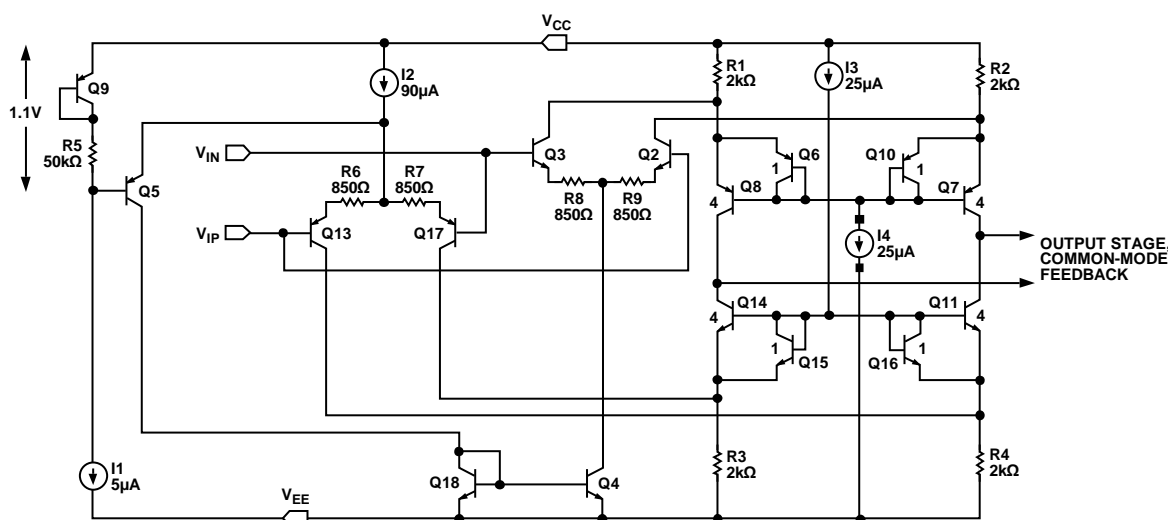 VCC
I2
90µA
R1
2kΩ
I3
25µA
R2
2kΩ
1.1V
Q9
R5
50kΩ
VIN
Q3
Q2
Q6
1
Q10
1
Q5
R6
850Ω
R7
850Ω
R8
850Ω
R9
850Ω
Q8
4
Q7
4
VIP
Q13
Q17
I4
25µA
OUTPUT STAGE,
COMMON-MODE
FEEDBACK
Q14
4
Q11
4
1
Q15
1
Q16
I1
5µA
Q18
Q4
R3
2kΩ
R4
2kΩ
VEE